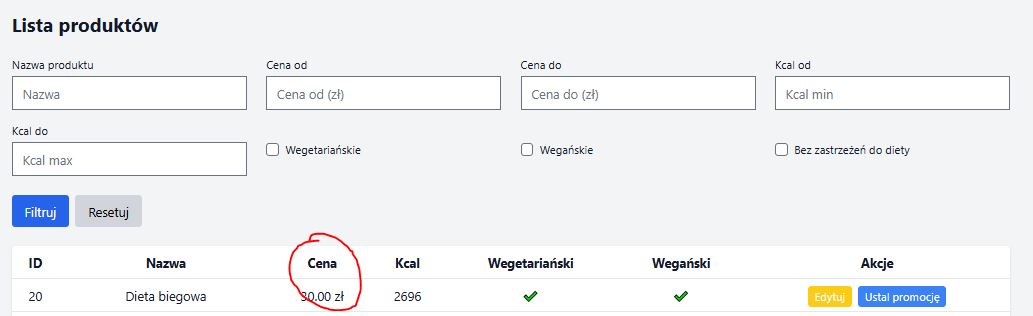 Lista produktów
Nazwa produktu Cena od Cena do Kcal od
Nazwa Cena od (zł) Cena do (zł) Kcal min
Kcal do
Kcal max Wegetariańskie Wegańskie Bez zastrzeżeń do diety
Filtruj Resetuj
ID Nazwa Cena Kcal Wegetariański Wegański Akcje
20 Dieta biegowa 30.00 zł 2696 Edytuj Ustal promocję